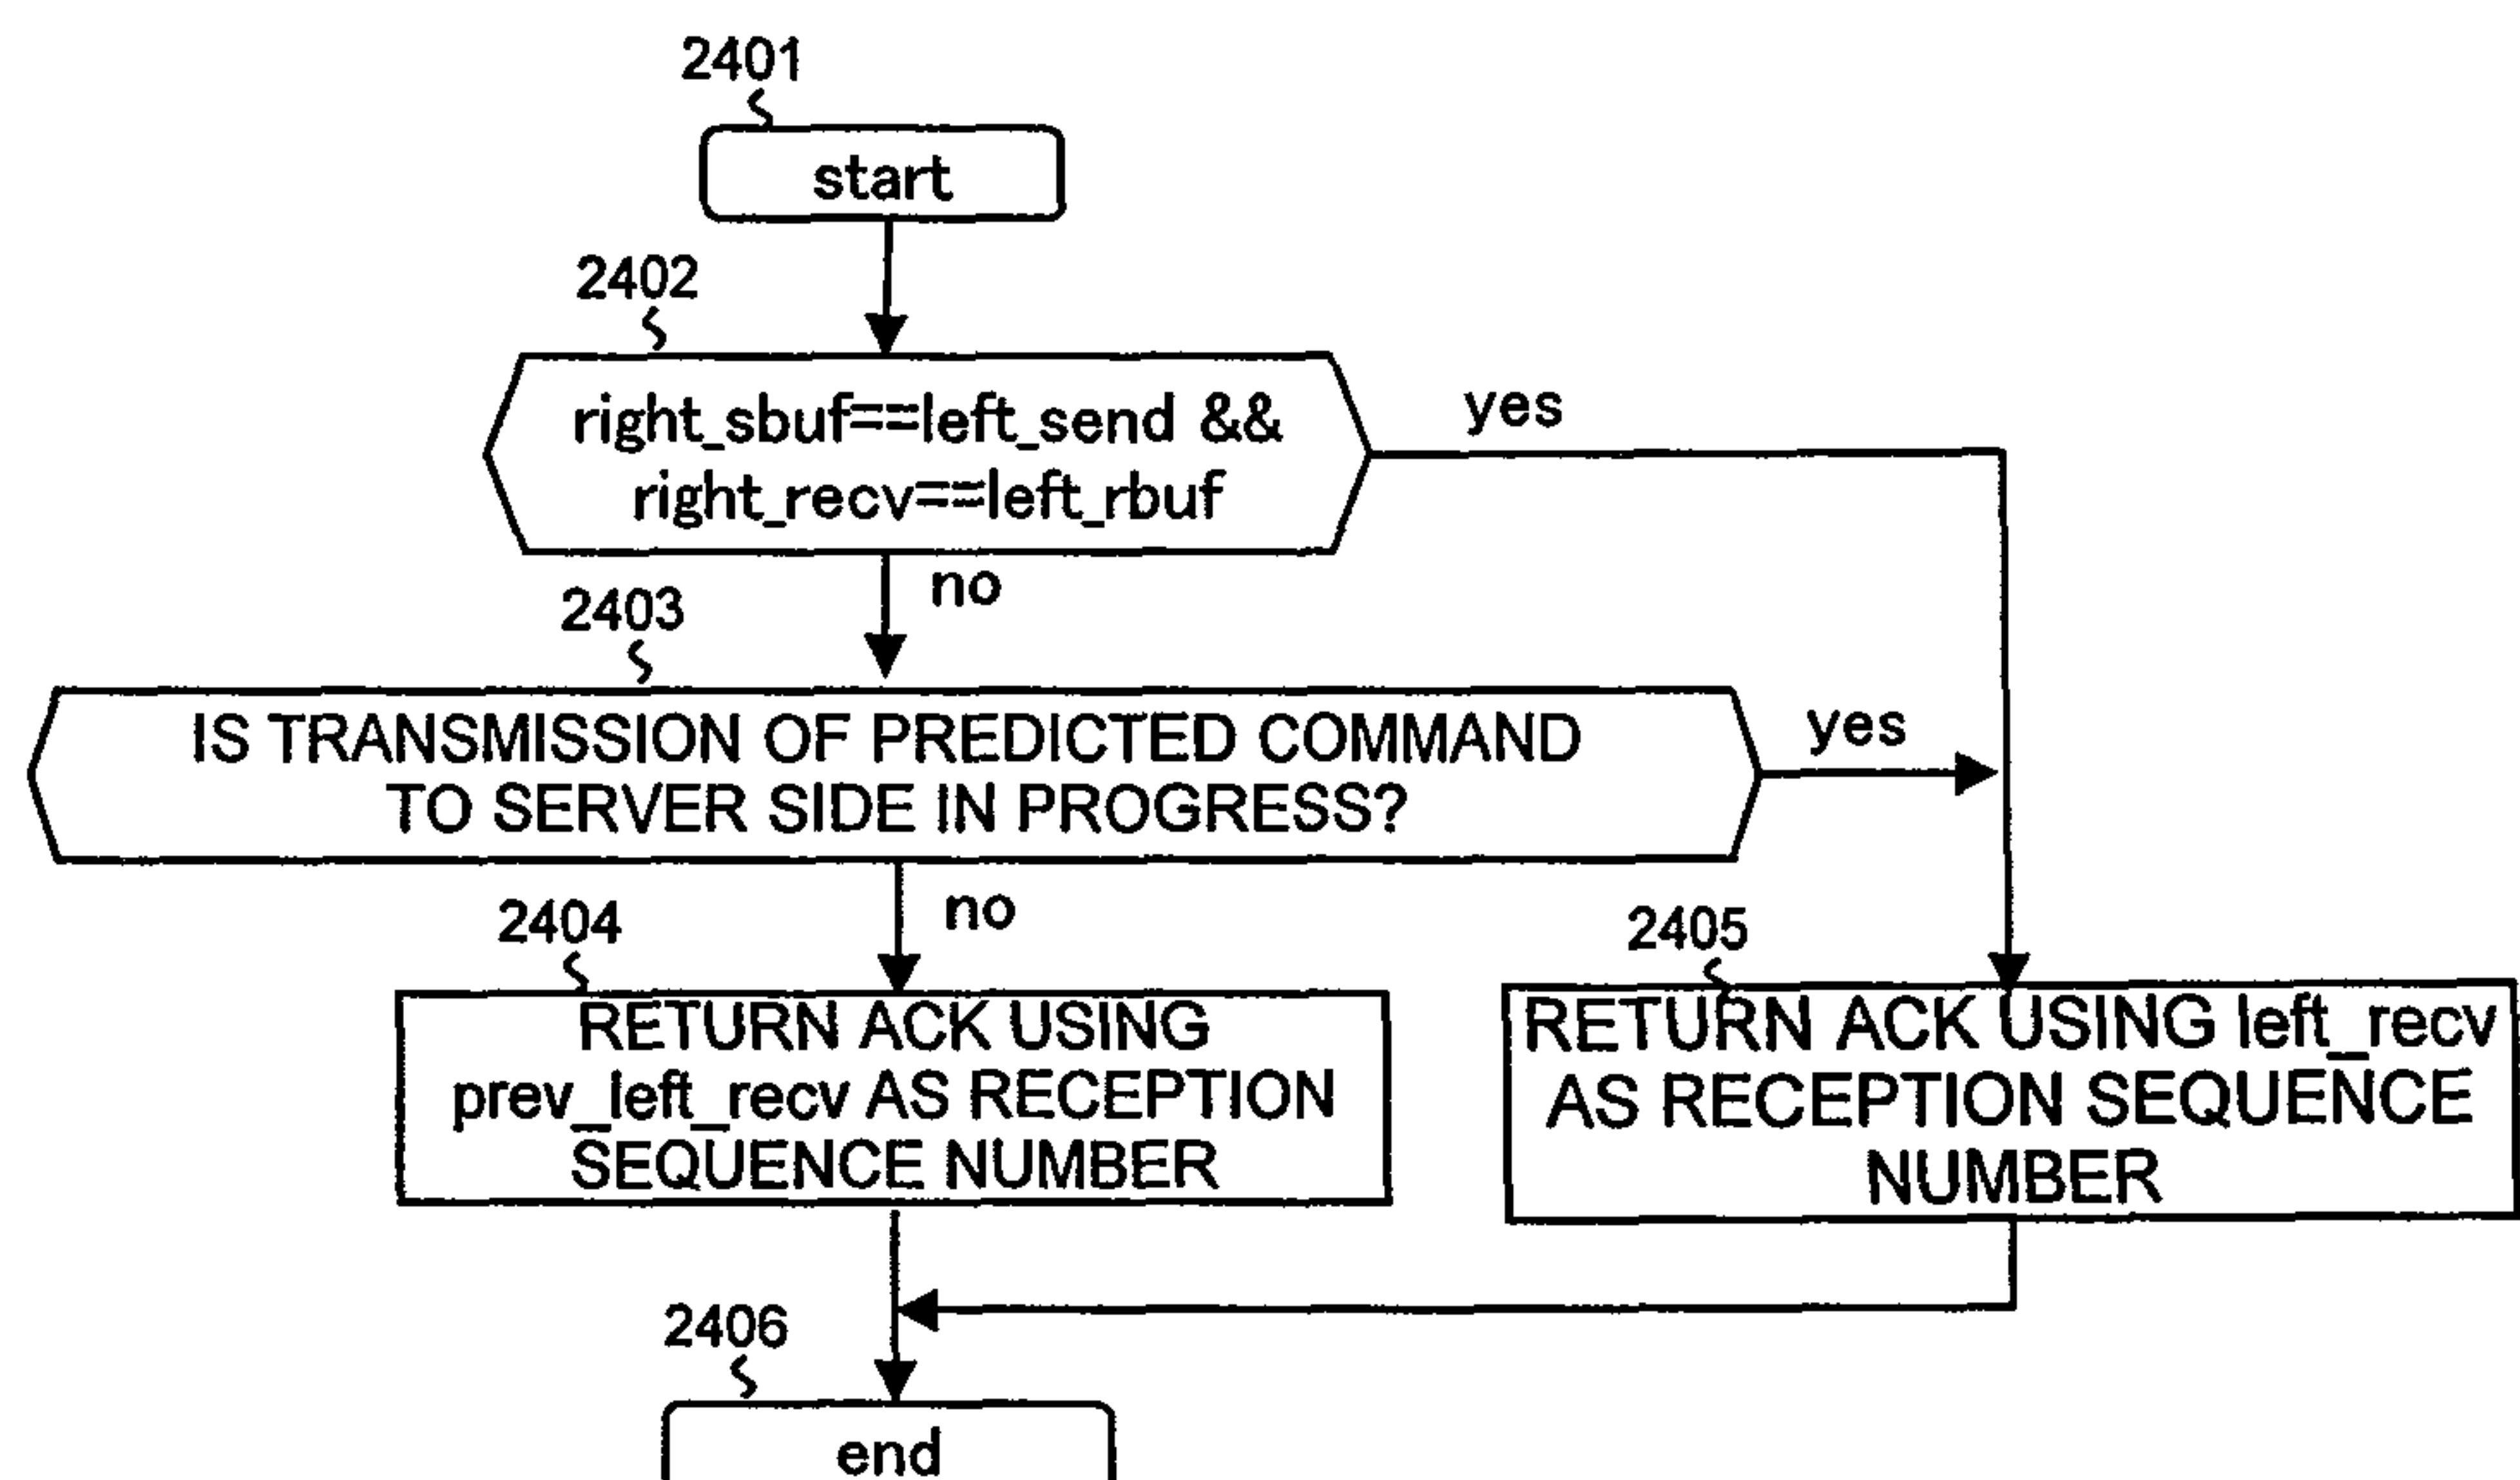 2401
start
2402
right_sbuf==left_send &&
right_recv==left_rbuf
yes
no
2403
IS TRANSMISSION OF PREDICTED COMMAND
TO SERVER SIDE IN PROGRESS?
yes
no
2404
RETURN ACK USING
prev_left_recv AS RECEPTION
SEQUENCE NUMBER
2405
RETURN ACK USING left_recv
AS RECEPTION SEQUENCE
NUMBER
2406
end